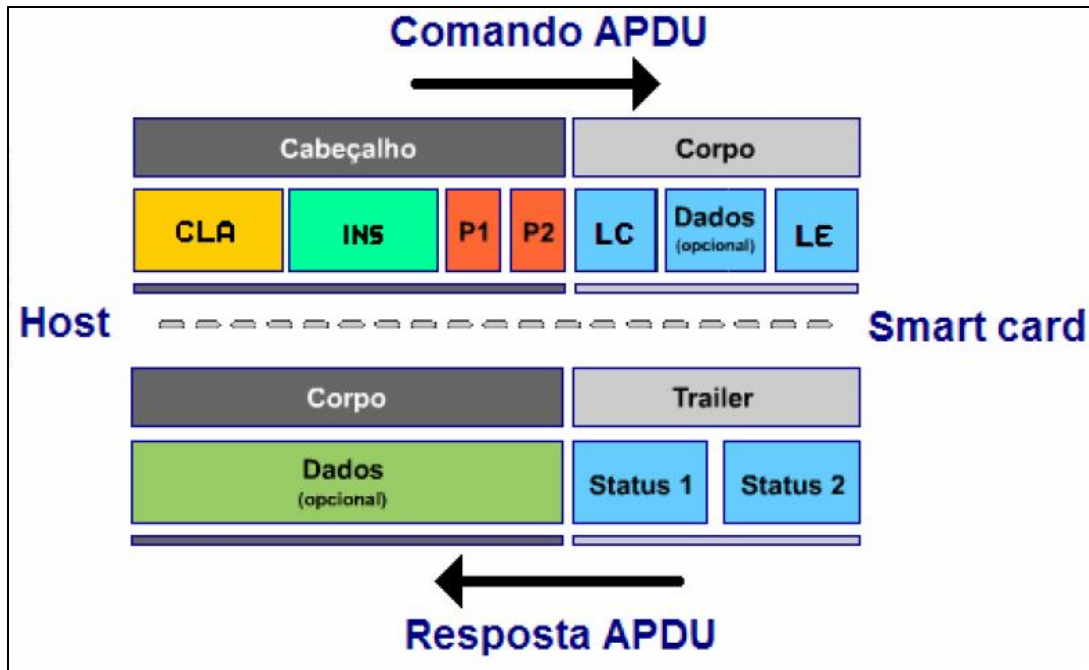 Comando APDU
Cabeçalho Corpo
CLA INS P1 P2 LC Dados LE
(opcional)
Host Smart card
Corpo Trailer
Dados Status 1 Status 2
(opcional)
Resposta APDU